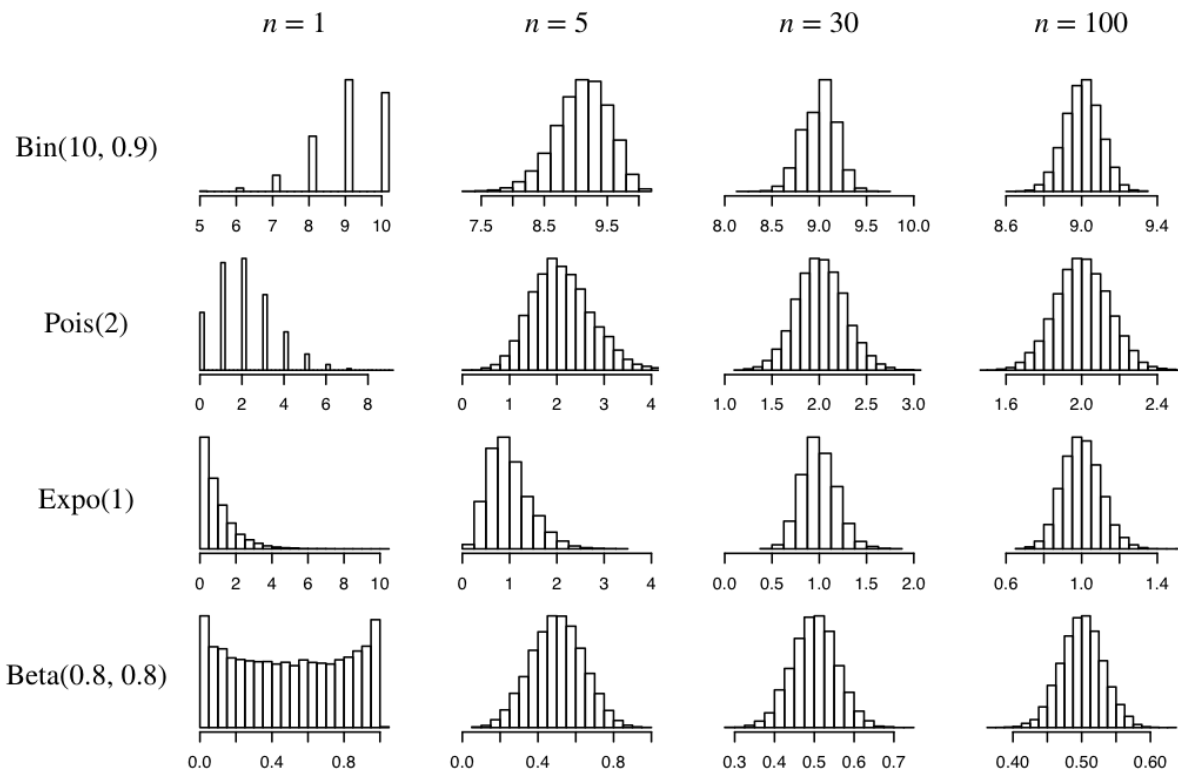 n = 1 n = 5 n = 30 n = 100
Bin(10, 0.9)
5 6 7 8 9 10 7.5 8.5 9.5 8.0 8.5 9.0 9.5 10.0 8.6 9.0 9.4
Pois(2)
0 2 4 6 8 0 1 2 3 4 1.0 1.5 2.0 2.5 3.0 1.6 2.0 2.4
Expo(1)
0 2 4 6 8 10 0 1 2 3 4 0.0 0.5 1.0 1.5 2.0 0.6 1.0 1.4
Beta(0.8, 0.8)
0.0 0.4 0.8 0.0 0.4 0.8 0.3 0.4 0.5 0.6 0.7 0.40 0.50 0.60